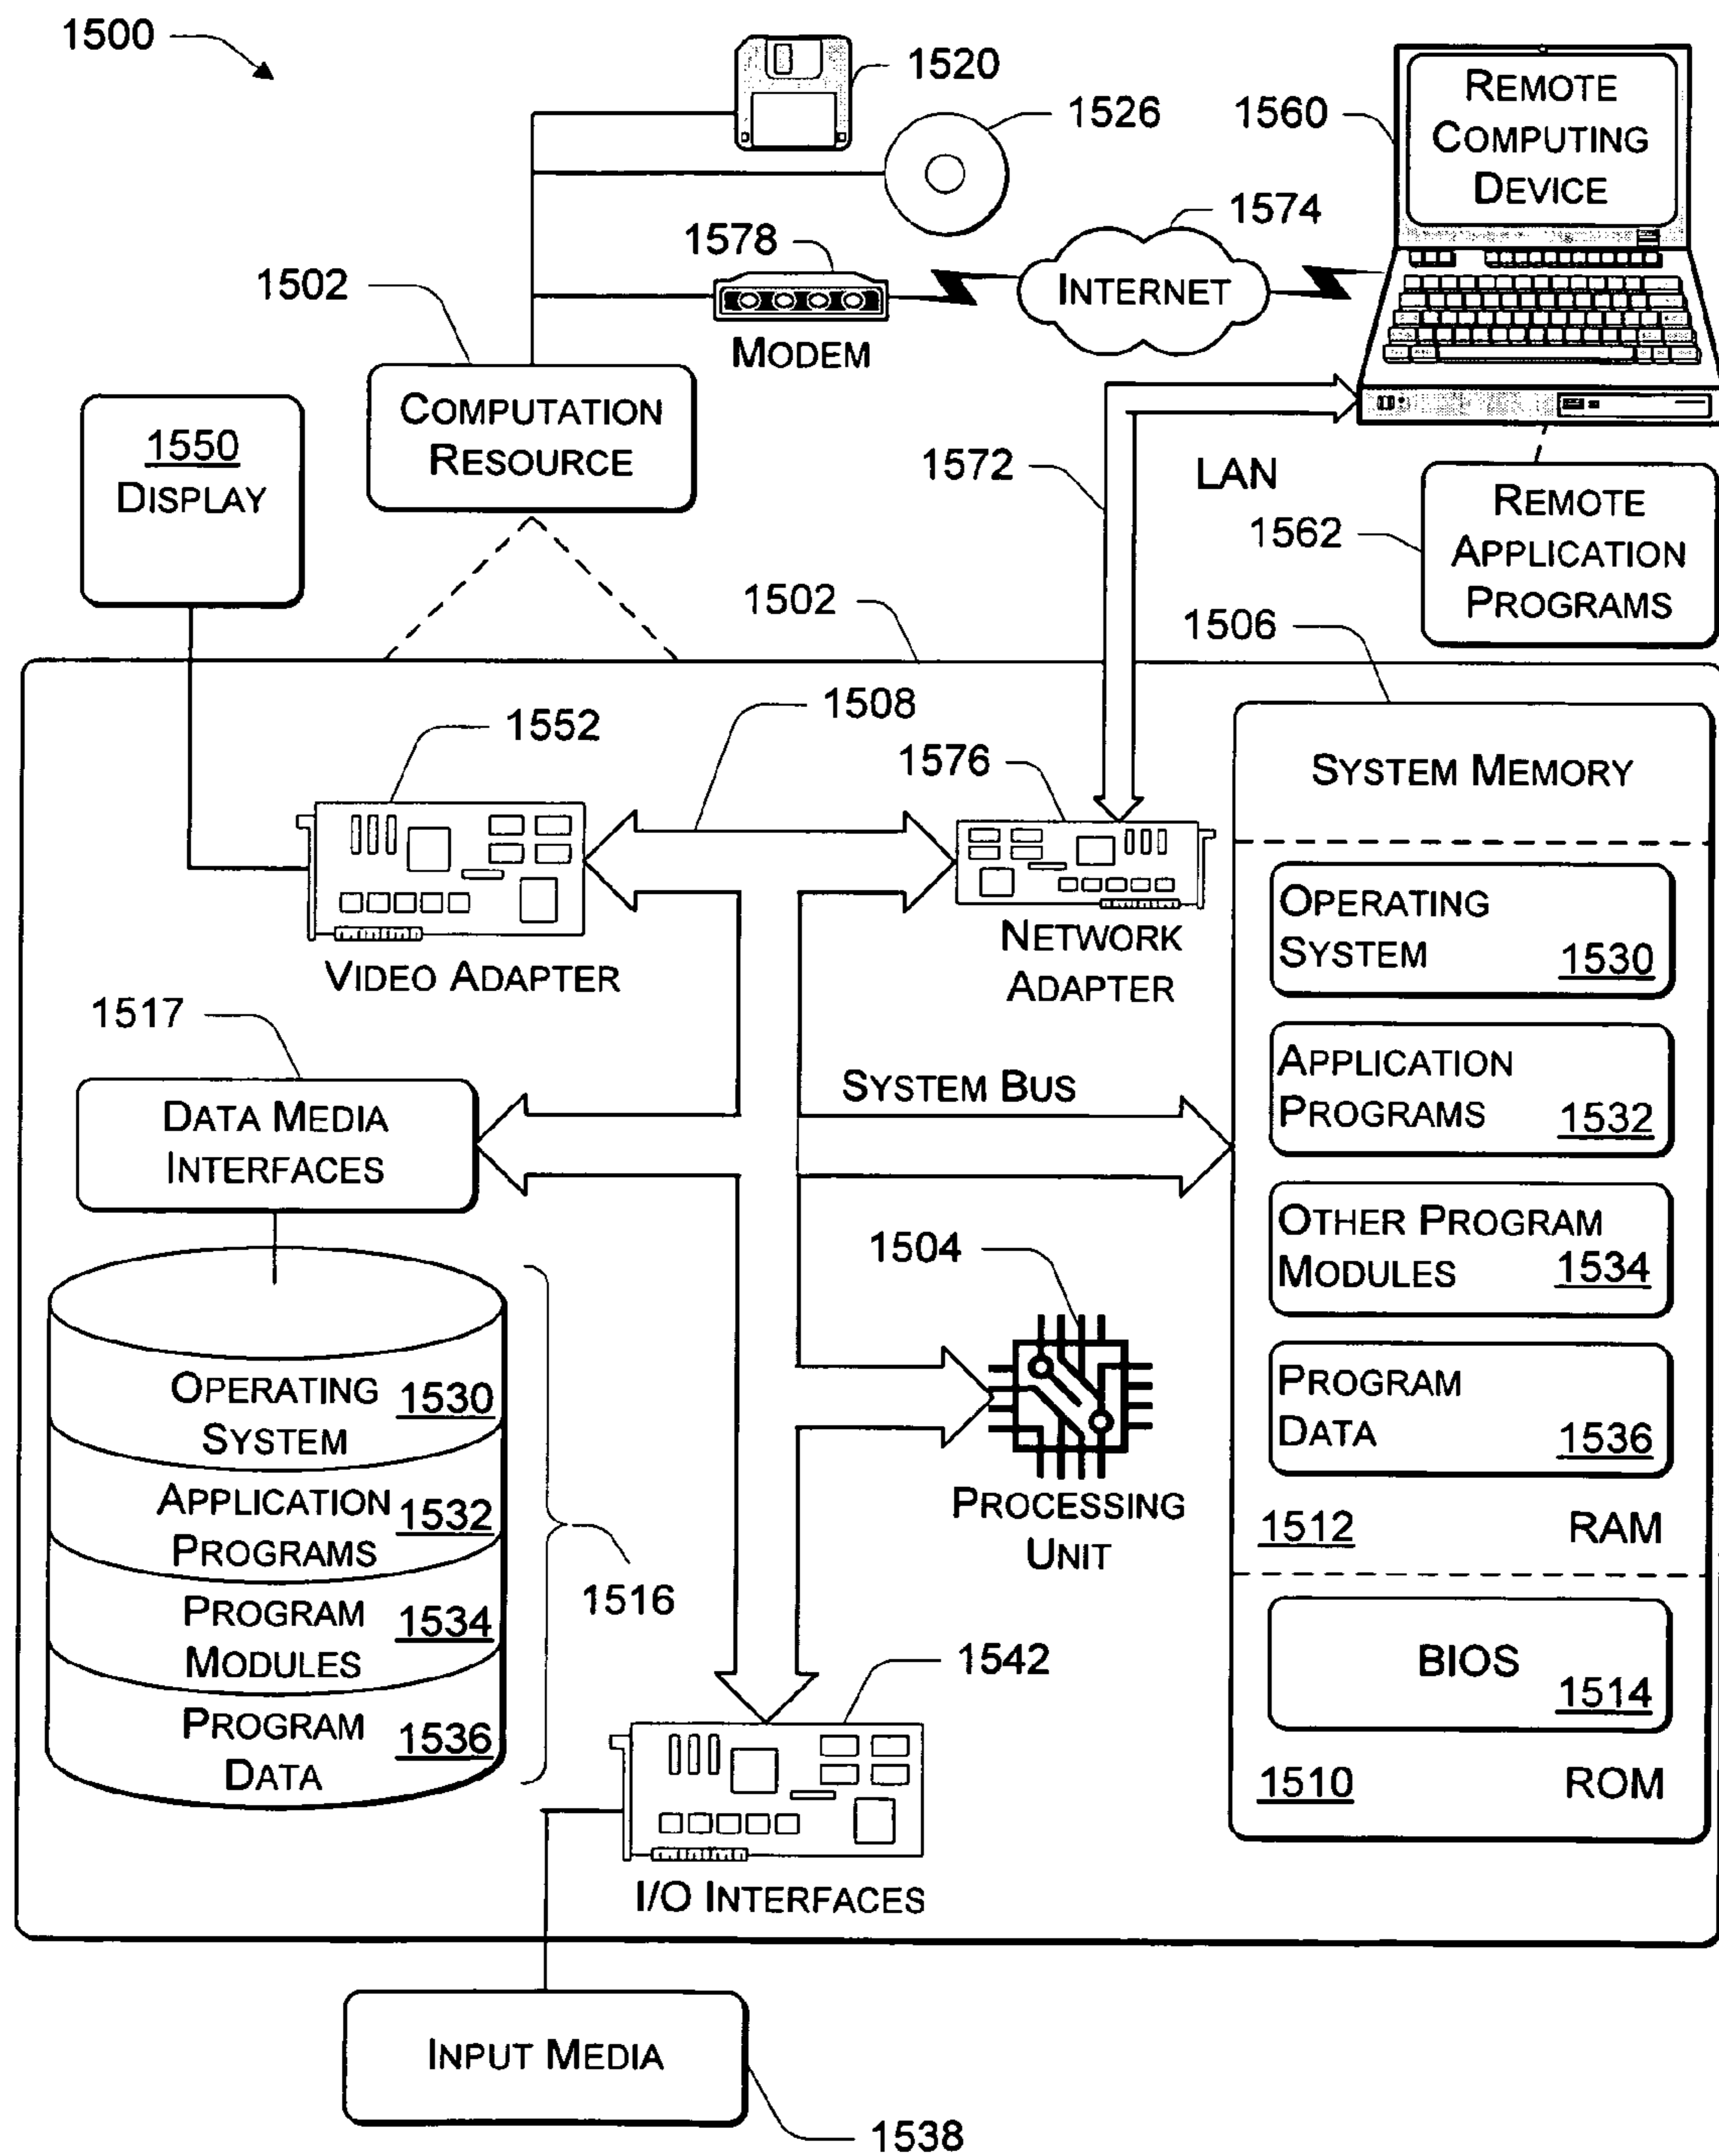 1500
1520
1526
1560
REMOTE
COMPUTING
DEVICE
1574
1578
INTERNET
1502
MODEM
COMPUTATION
RESOURCE
1550
DISPLAY
1572
LAN
REMOTE
APPLICATION
PROGRAMS
1562
1502
1506
1552
1508
1576
SYSTEM MEMORY
VIDEO ADAPTER
NETWORK
ADAPTER
OPERATING
SYSTEM 1530
1517
DATA MEDIA
INTERFACES
SYSTEM BUS
APPLICATION
PROGRAMS 1532
OTHER PROGRAM
MODULES 1534
1504
PROGRAM
DATA 1536
PROCESSING
UNIT
1512 RAM
OPERATING
SYSTEM 1530
APPLICATION
PROGRAMS 1532
PROGRAM
MODULES 1534
PROGRAM
DATA 1536
1516
1542
BIOS
1514
1510 ROM
I/O INTERFACES
INPUT MEDIA
1538